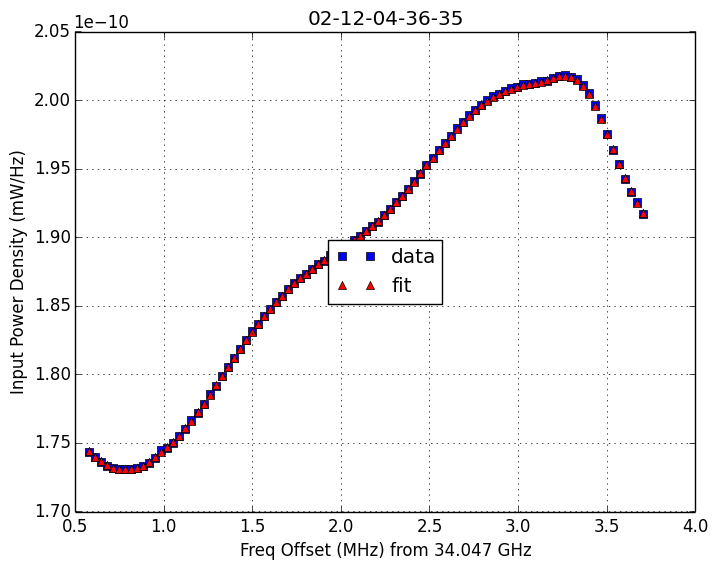 02-12-04-36-35
1e−10
2.05
2.00
1.95
1.90
1.85
1.80
1.75
1.70
Input Power Density (mW/Hz)
data
fit
0.5 1.0 1.5 2.0 2.5 3.0 3.5 4.0
Freq Offset (MHz) from 34.047 GHz